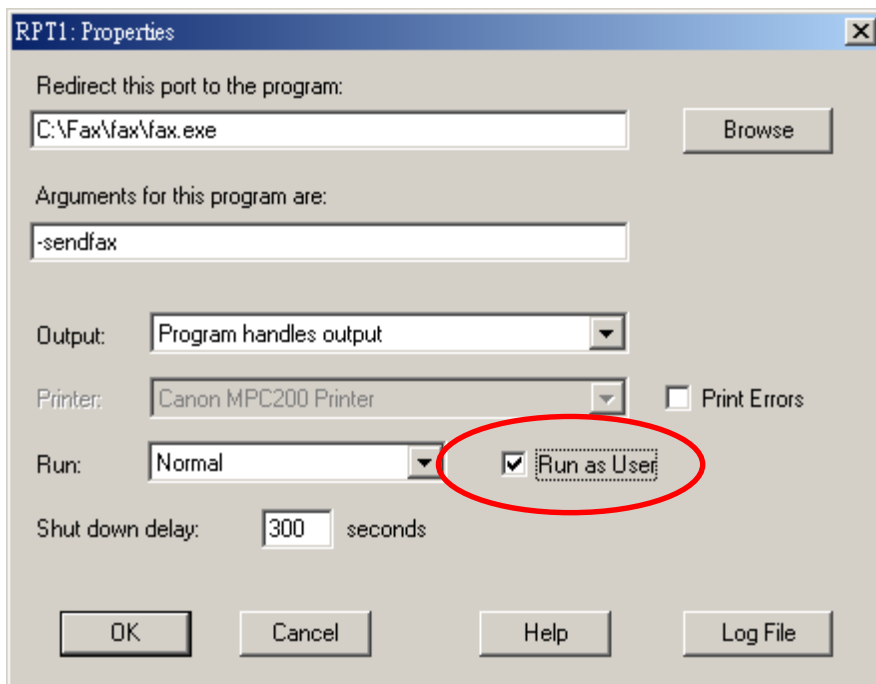 RPT1: Properties
Redirect this port to the program:
C:\Fax\fax\fax.exe
Browse
Arguments for this program are:
-sendfax
Output: Program handles output
Printer: Canon MPC200 Printer Print Errors
Run: Normal Run as User
Shut down delay: 300 seconds
OK Cancel Help Log File